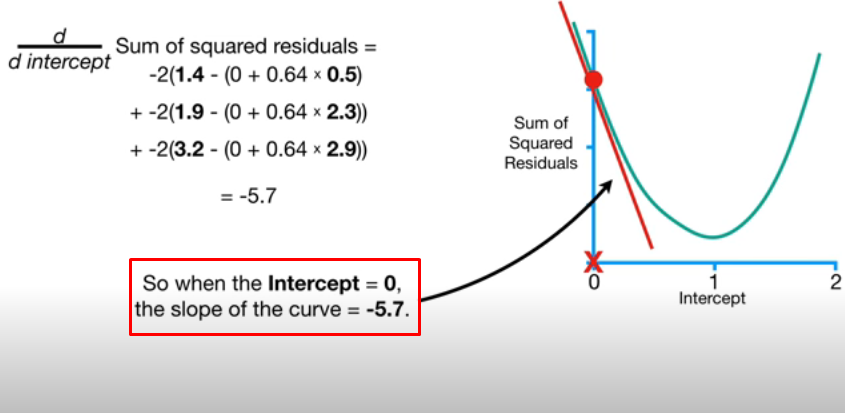 d
d intercept
Sum of squared residuals =
-2(1.4 - (0 + 0.64 × 0.5)
+ -2(1.9 - (0 + 0.64 × 2.3))
+ -2(3.2 - (0 + 0.64 × 2.9))
= -5.7
So when the Intercept = 0,
the slope of the curve = -5.7.
Sum of
Squared
Residuals
X
0
1
2
Intercept